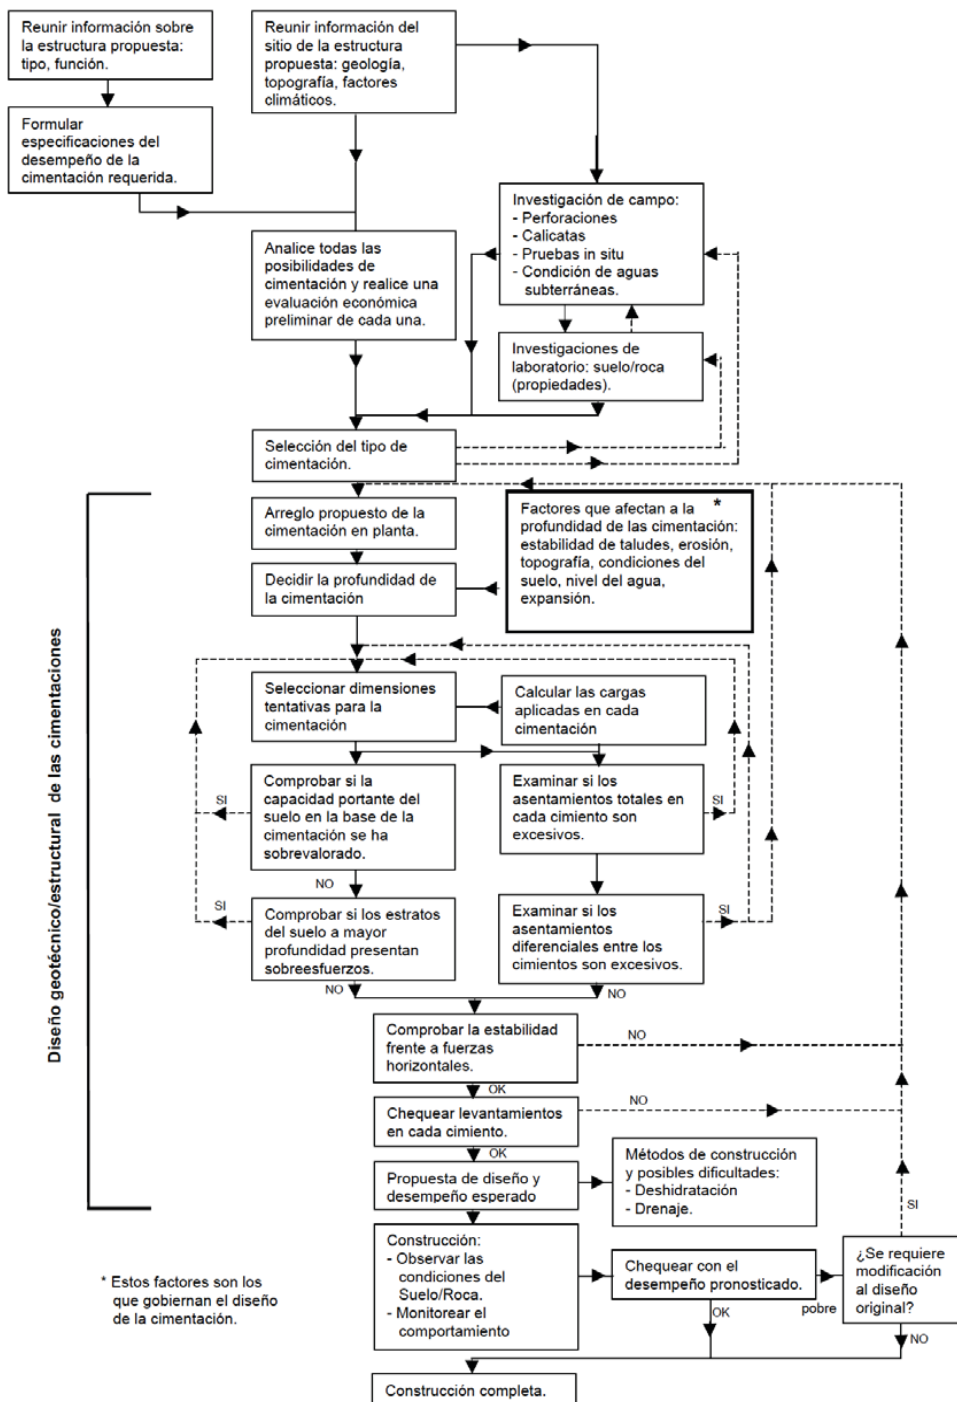 Reunir información sobre
la estructura propuesta:
tipo, función.
Reunir información del
sitio de la estructura
propuesta: geología,
topografía, factores
climáticos.
Formular
especificaciones del
desempeño de la
cimentación requerida.
Investigación de campo:
- Perforaciones
- Calicatas
- Pruebas in situ
- Condición de aguas
subterráneas.
Analice todas las
posibilidades de
cimentación y realice una
evaluación económica
preliminar de cada una.
Investigaciones de
laboratorio: suelo/roca
(propiedades).
Selección del tipo de
cimentación.
Diseño geotécnico/estructural de las cimentaciones
Arreglo propuesto de la
cimentación en planta.
Factores que afectan a la *
profundidad de las cimentación:
estabilidad de taludes, erosión,
topografía, condiciones del
suelo, nivel del agua,
expansión.
Decidir la profundidad de
la cimentación
Seleccionar dimensiones
tentativas para la
cimentación
Calcular las cargas
aplicadas en cada
cimentación
Comprobar si la
capacidad portante del
suelo en la base de la
cimentación se ha
sobrevalorado.
SI
NO
Examinar si los
asentamientos totales en
cada cimiento son
excesivos.
SI
Comprobar si los estratos
del suelo a mayor
profundidad presentan
sobreesfuerzos.
SI
NO
Examinar si los
asentamientos
diferenciales entre los
cimientos son excesivos.
SI
NO
Comprobar la estabilidad
frente a fuerzas
horizontales.
NO
OK
Chequear levantamientos
en cada cimiento.
NO
OK
Propuesta de diseño y
desempeño esperado
Métodos de construcción
y posibles dificultades:
- Deshidratación
- Drenaje.
SI
Construcción:
- Observar las
condiciones del
Suelo/Roca.
- Monitorear el
comportamiento
Chequear con el
desempeño pronosticado.
OK
pobre
¿Se requiere
modificación
al diseño
original?
NO
* Estos factores son los
que gobiernan el diseño
de la cimentación.
Construcción completa.